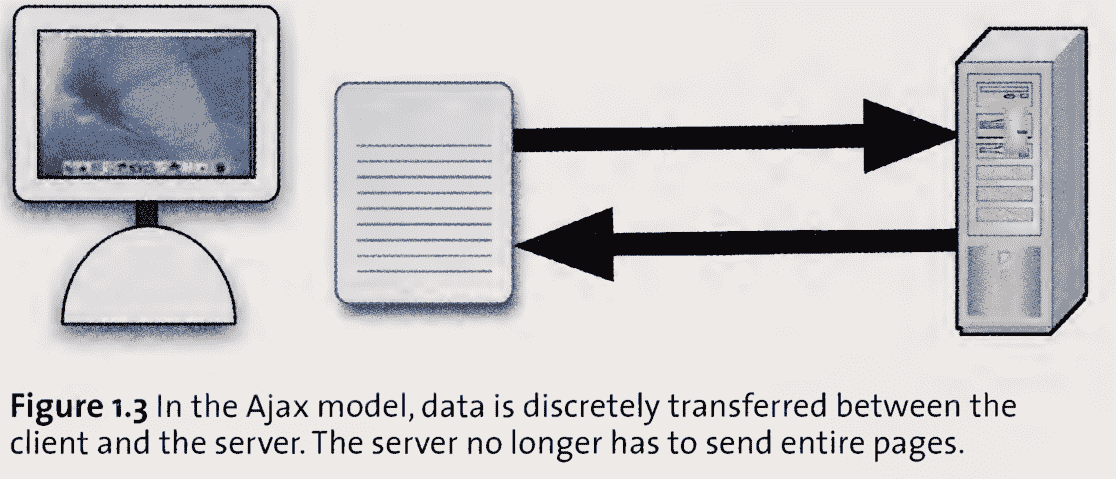 Figure 1.3 In the Ajax model, data is discretely transferred between the
client and the server. The server no longer has to send entire pages.